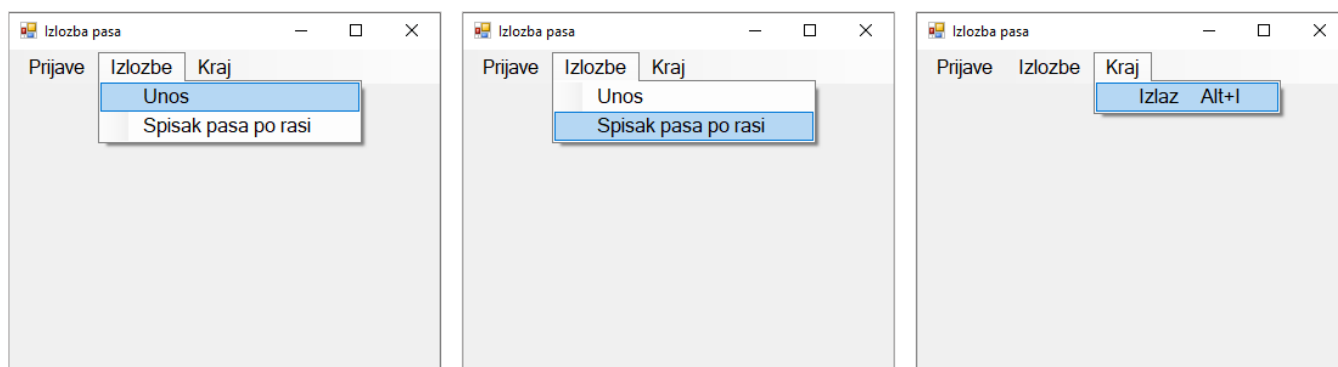 Izlozba pasa
Prijave Izlozbe Kraj
Unos
Spisak pasa po rasi
Izlozba pasa
Prijave Izlozbe Kraj
Unos
Spisak pasa po rasi
Izlozba pasa
Prijave Izlozbe Kraj
Izlaz Alt+I